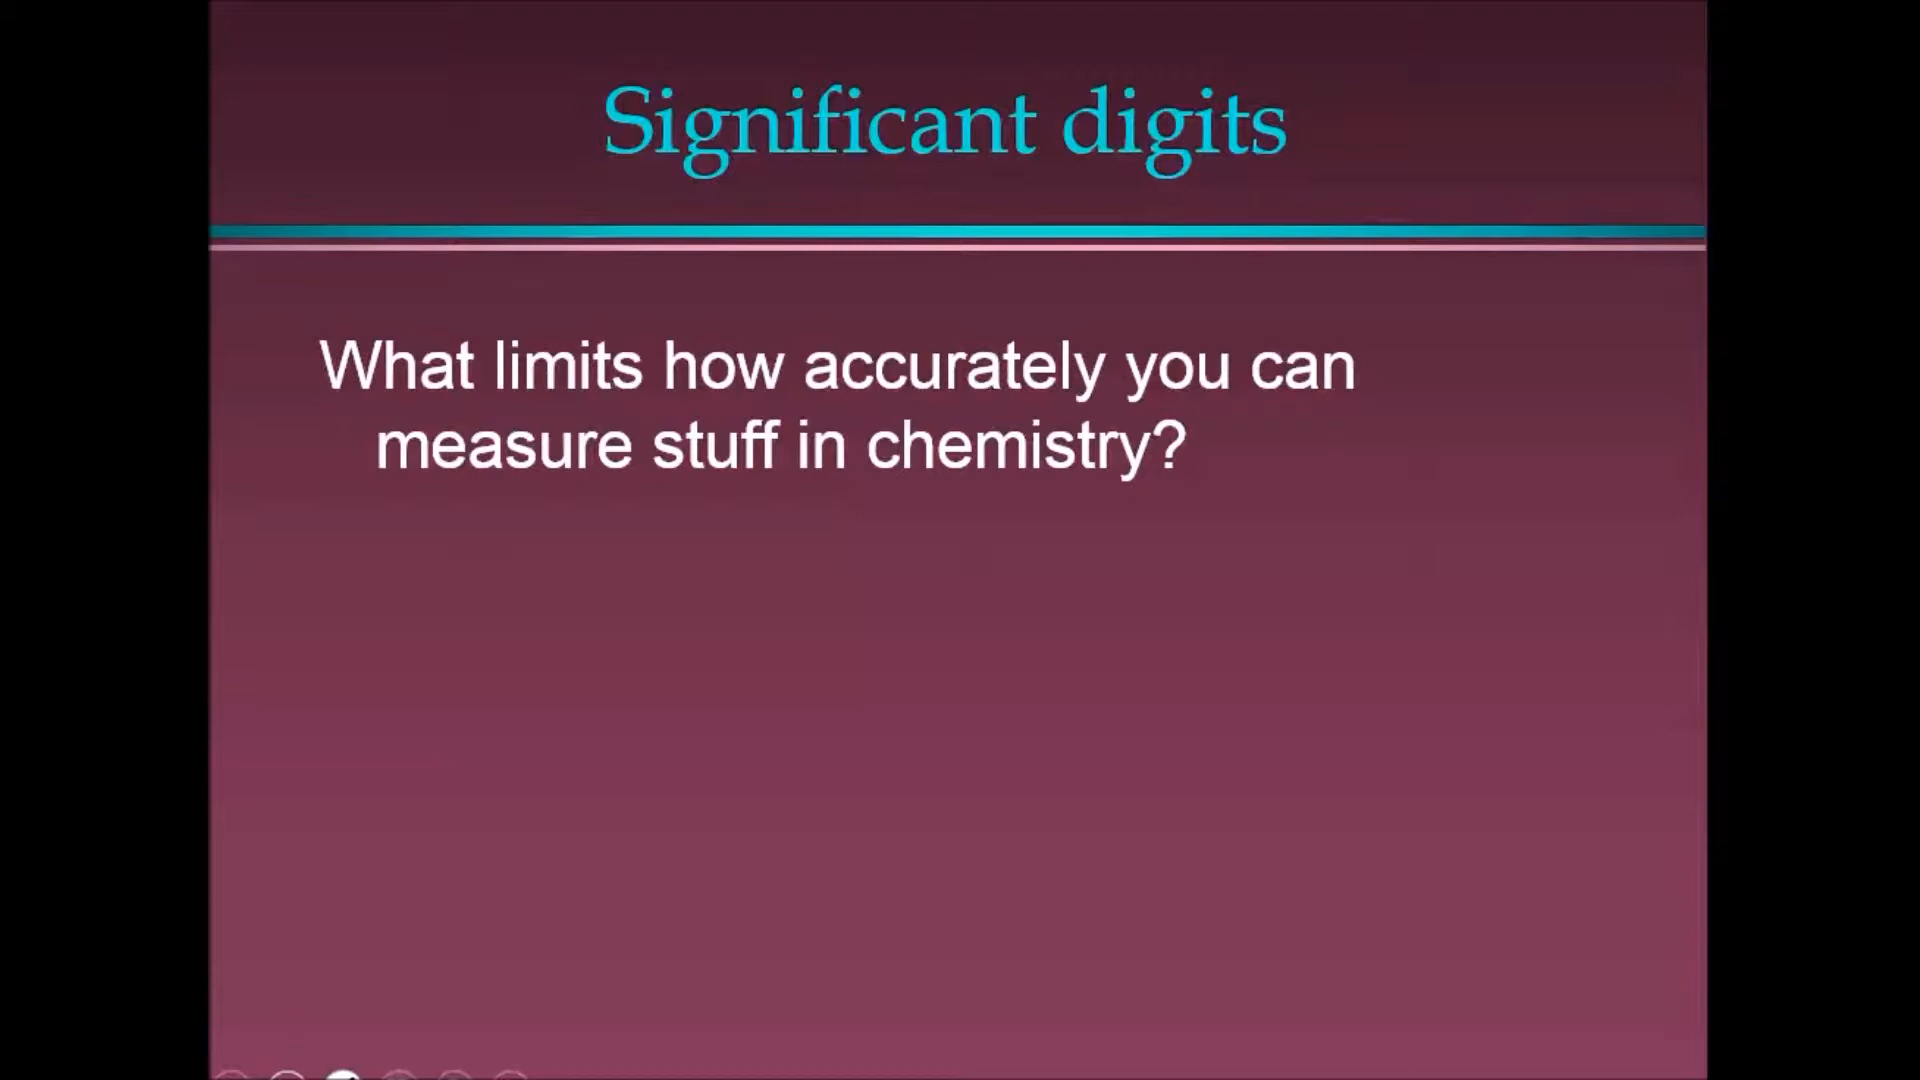 Significant digits
What limits how accurately you can
measure stuff in chemistry?